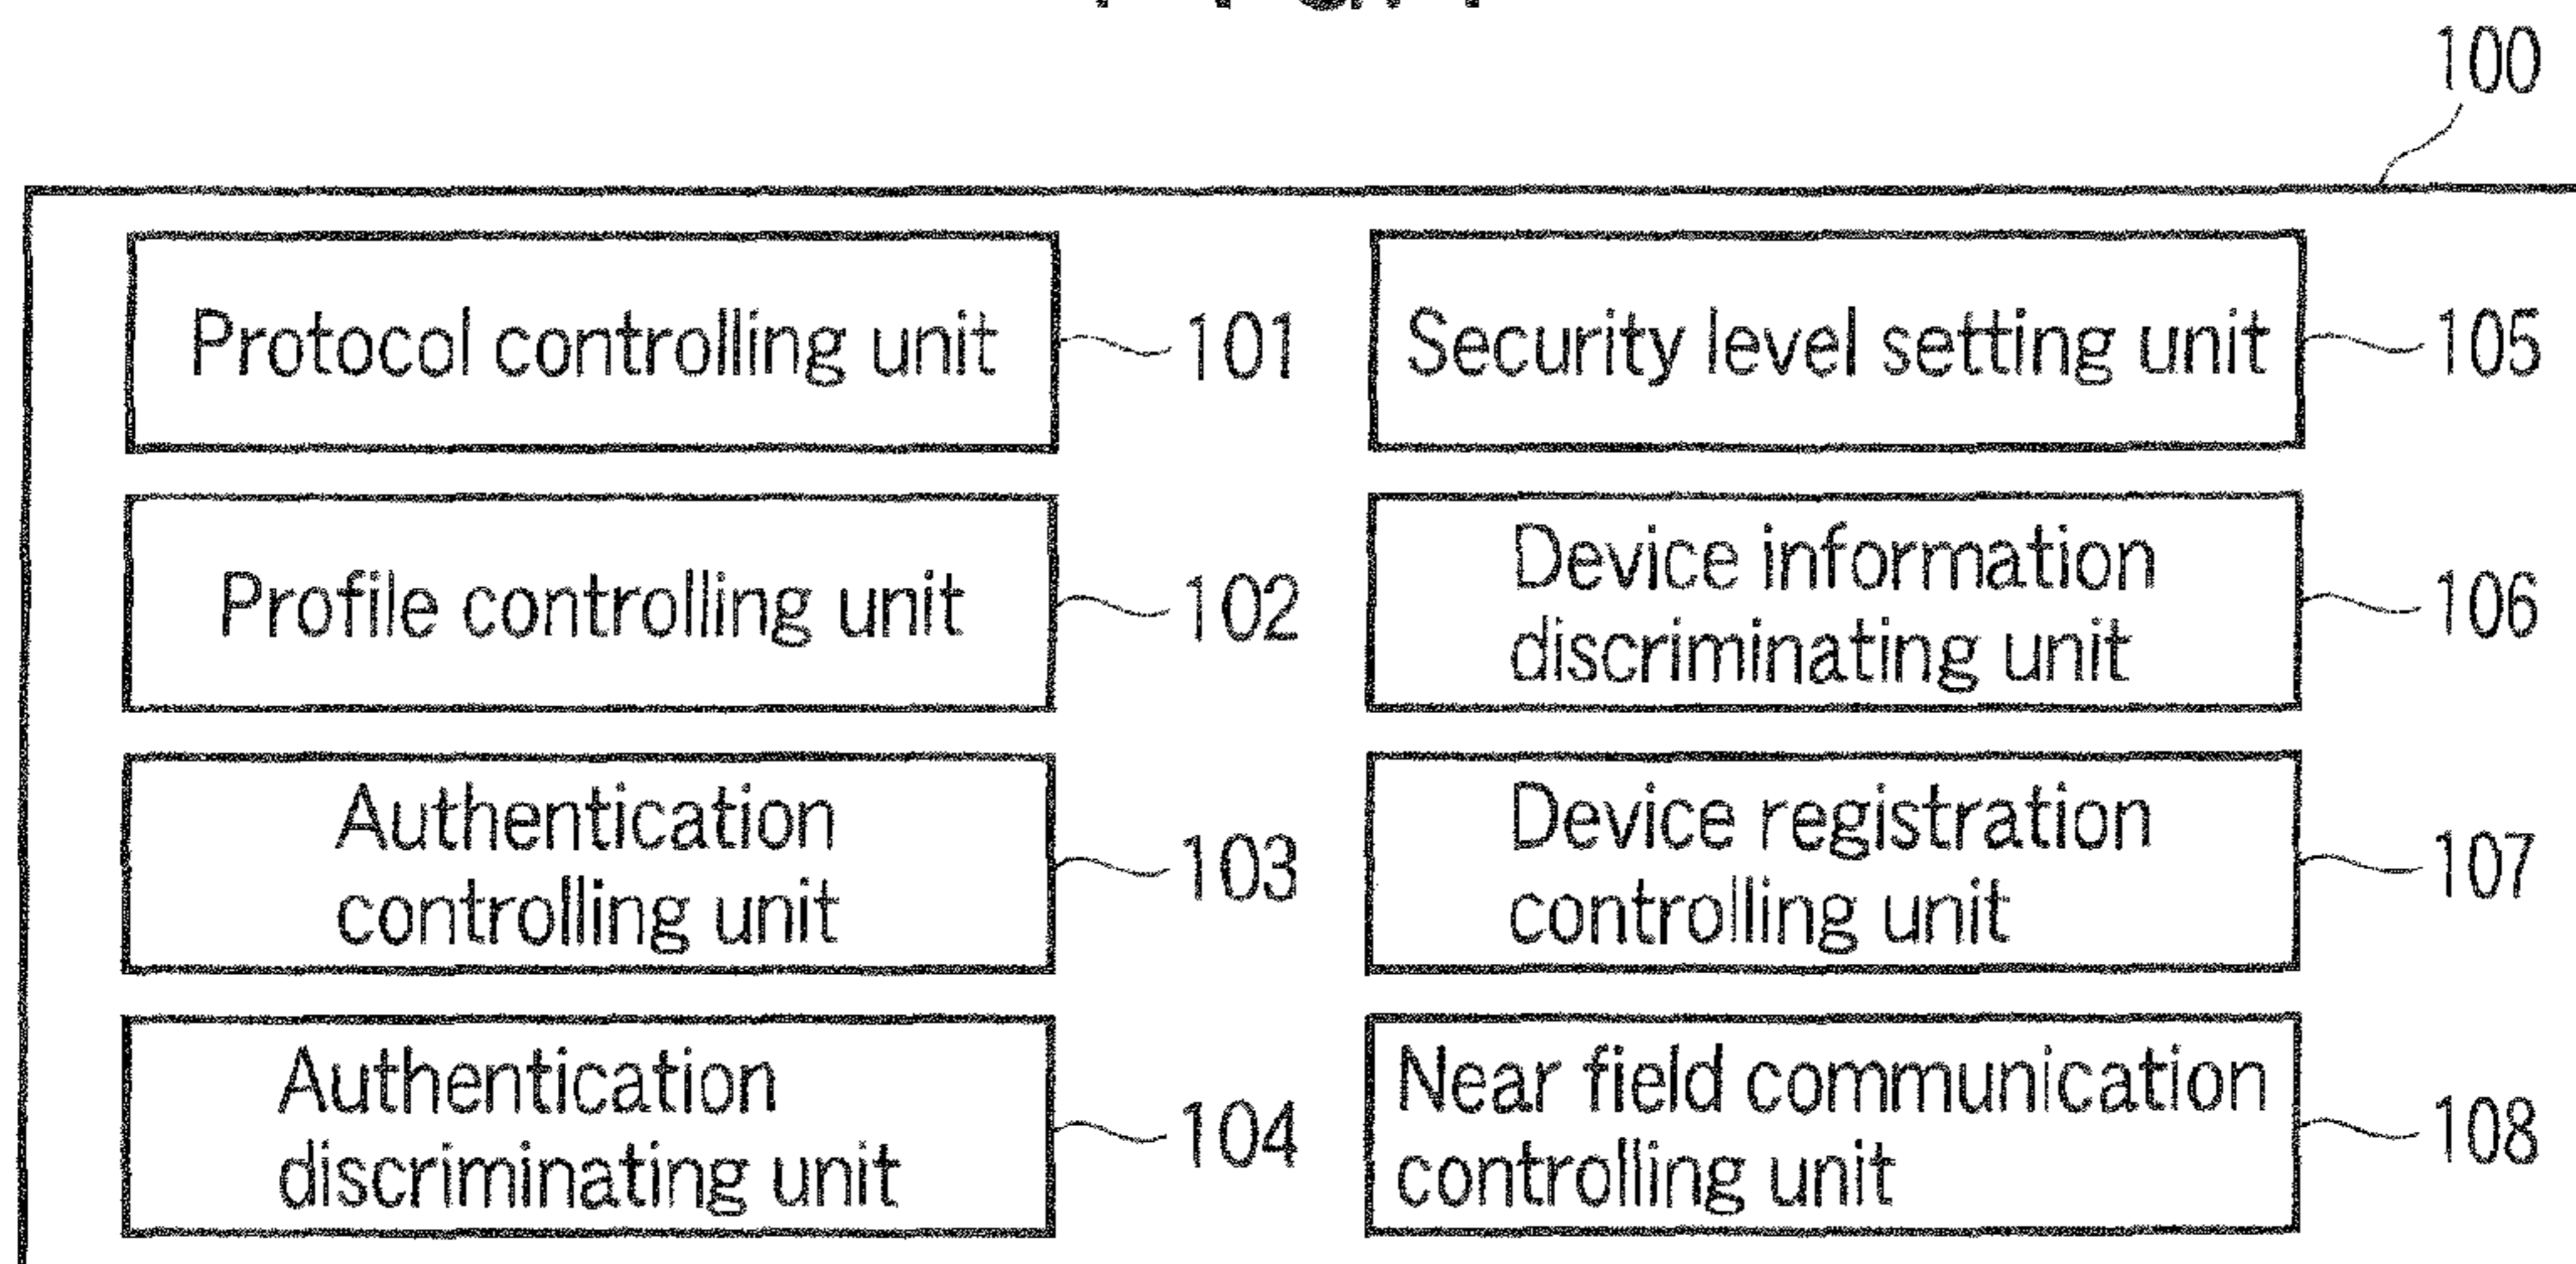 100
Protocol controlling unit
101
Security level setting unit
105
Profile controlling unit
102
Device information
discriminating unit
106
Authentication
controlling unit
103
Device registration
controlling unit
107
Authentication
discriminating unit
104
Near field communication
controlling unit
108